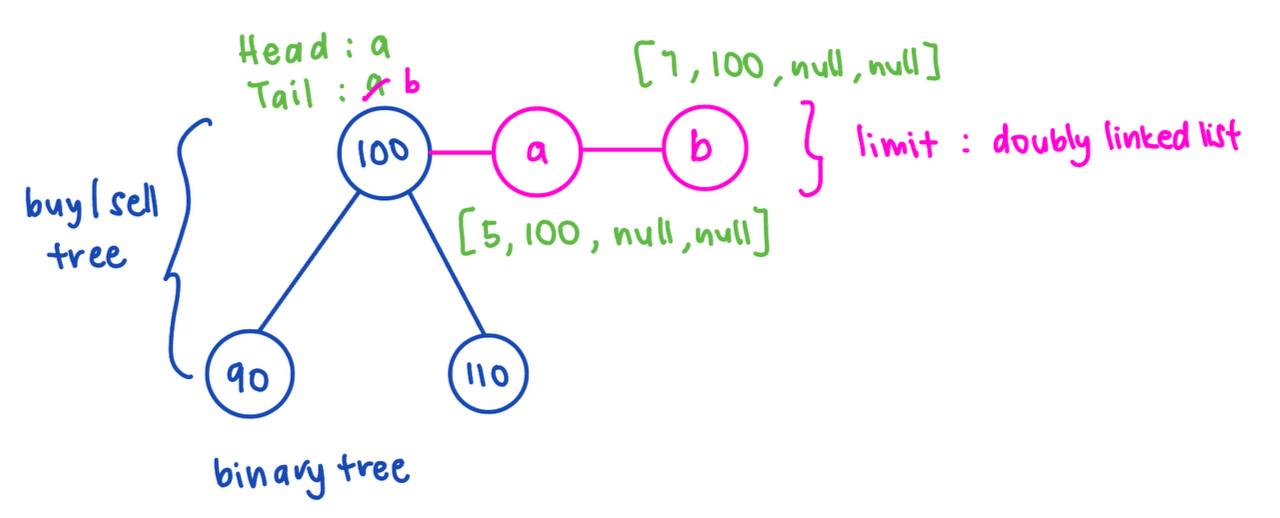 Head : a
Tail : a b
[7, 100, null, null]
100
a
b
limit : doubly linked list
buy/sell
tree
[5, 100, null, null]
90
110
binary tree